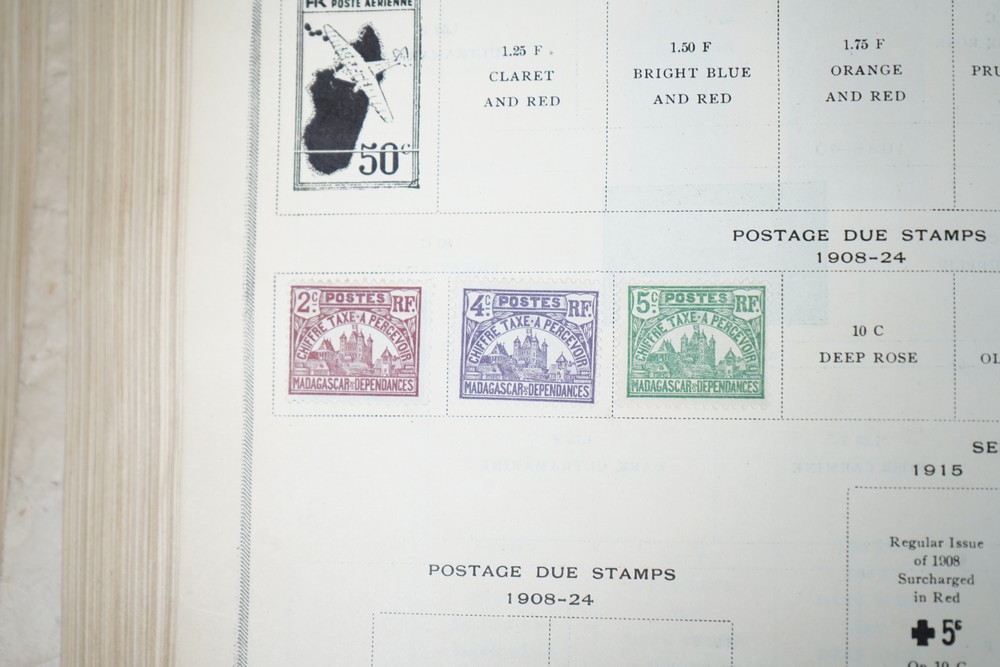 POSTE AERIENNE
50c
1.25 F
CLARET
AND RED
1.50 F
BRIGHT BLUE
AND RED
1.75 F
ORANGE
AND RED
POSTAGE DUE STAMPS
1908-24
2c POSTES RF.
CHIFFRE TAXE·A PERCEVOIR
MADAGASCAR & DEPENDANCES
4c POSTES RF.
CHIFFRE TAXE·A PERCEVOIR
MADAGASCAR & DEPENDANCES
5c POSTES RF.
CHIFFRE TAXE·A PERCEVOIR
MADAGASCAR & DEPENDANCES
10 C
DEEP ROSE
SE
1915
Regular Issue
of 1908
Surcharged
in Red
5c
On 10 C
POSTAGE DUE STAMPS
1908-24